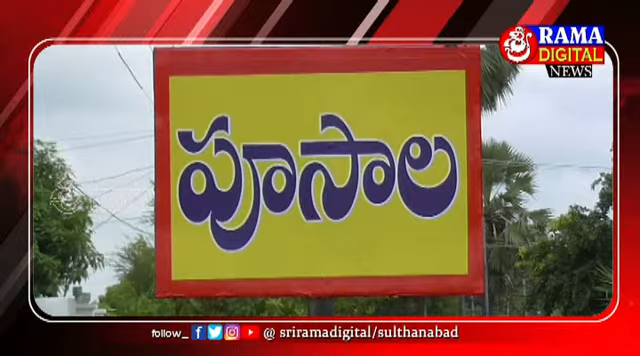 RAMA
DIGITAL
NEWS
పూసాల
follow_ @ sriramadigital/sulthanabad